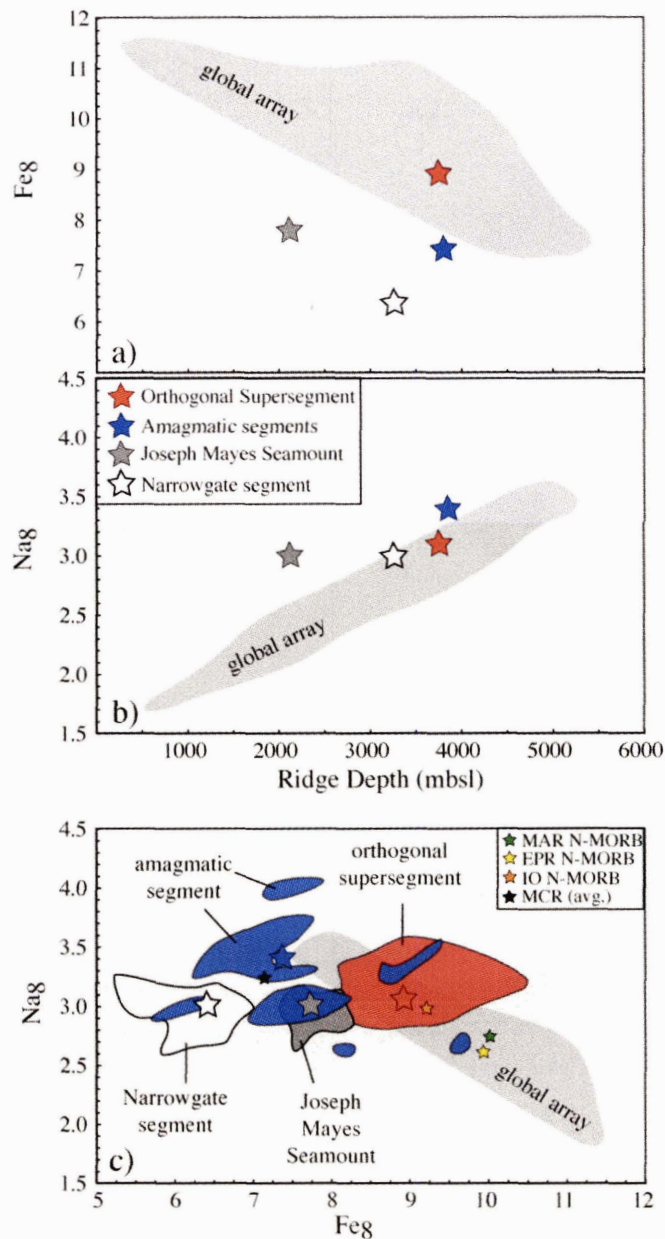 12
11
10
9
8
7
6
Fe8
global array
a)
4.5
4.0
3.5
3.0
2.5
2.0
1.5
Na8
Orthogonal Supersegment
Amagmatic segments
Joseph Mayes Seamount
Narrowgate segment
global array
b)
1000 2000 3000 4000 5000 6000
Ridge Depth (mbsl)
4.5
4.0
3.5
3.0
2.5
2.0
1.5
Na8
amagmatic
segment
orthogonal
supersegment
MAR N-MORB
EPR N-MORB
IO N-MORB
MCR (avg.)
Narrowgate
segment
Joseph
Mayes
Seamount
global array
c)
5 6 7 8 9 10 11 12
Fe8